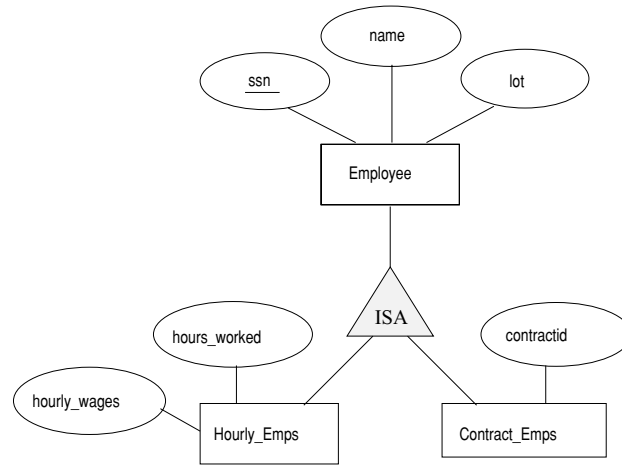 name
ssn
lot
Employee
ISA
hours_worked
contractid
hourly_wages
Hourly_Emps
Contract_Emps